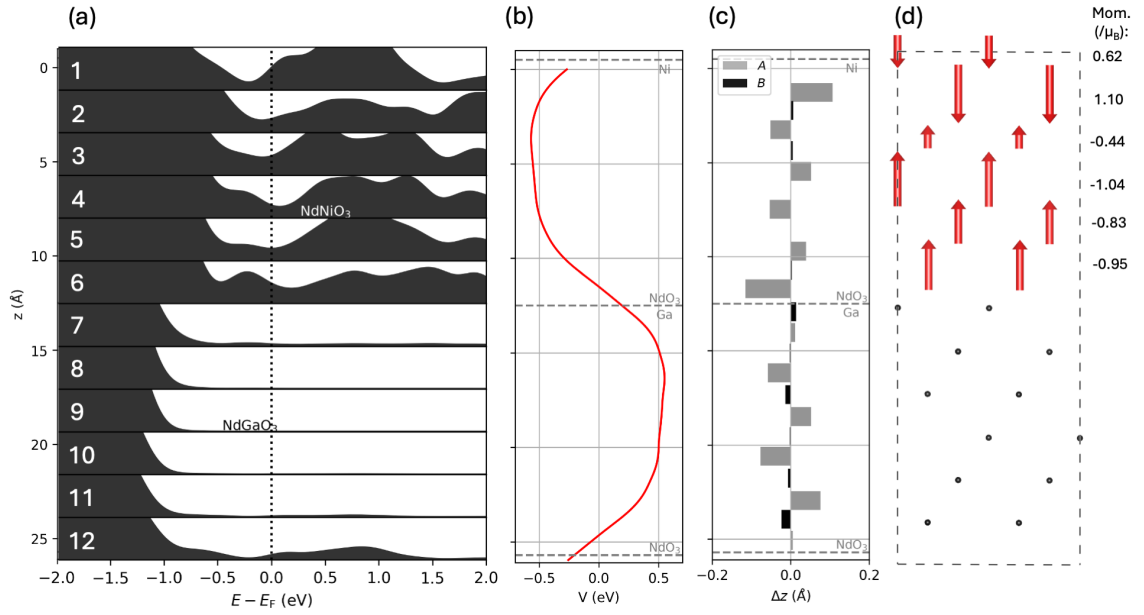 (a)
(b)
(c)
(d)
Mom.
(/μB):
0
5
10
15
20
25
z (Å)
1
2
3
4
5
6
7
8
9
10
11
12
NdNiO3
NdGaO3
−2.0
−1.5
−1.0
−0.5
0.0
0.5
1.0
1.5
2.0
E − EF (eV)
Ni
NdO3
Ga
NdO3
−0.5
0.0
0.5
V (eV)
A
B
Ni
NdO3
Ga
NdO3
−0.2
0.0
0.2
Δz (Å)
0.62
1.10
-0.44
-1.04
-0.83
-0.95